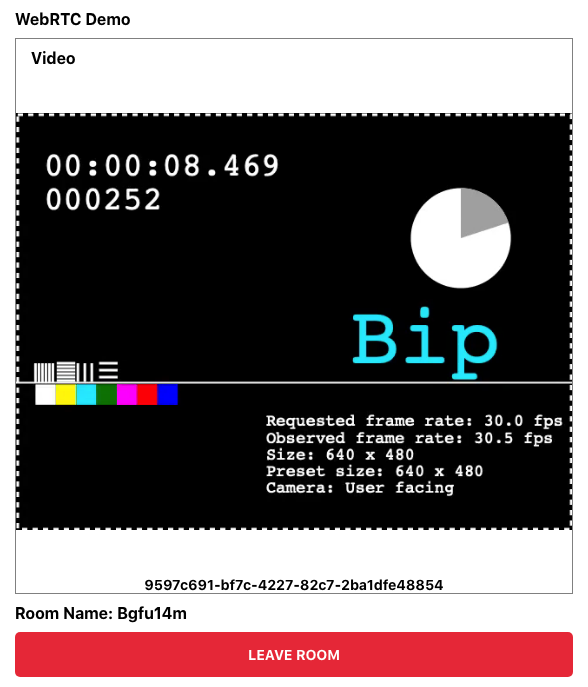 WebRTC Demo
Video
00:00:08.469
000252
Bip
Requested frame rate: 30.0 fps
Observed frame rate: 30.5 fps
Size: 640 x 480
Preset size: 640 x 480
Camera: User facing
9597c691-bf7c-4227-82c7-2ba1dfe48854
Room Name: Bgfu14m
LEAVE ROOM